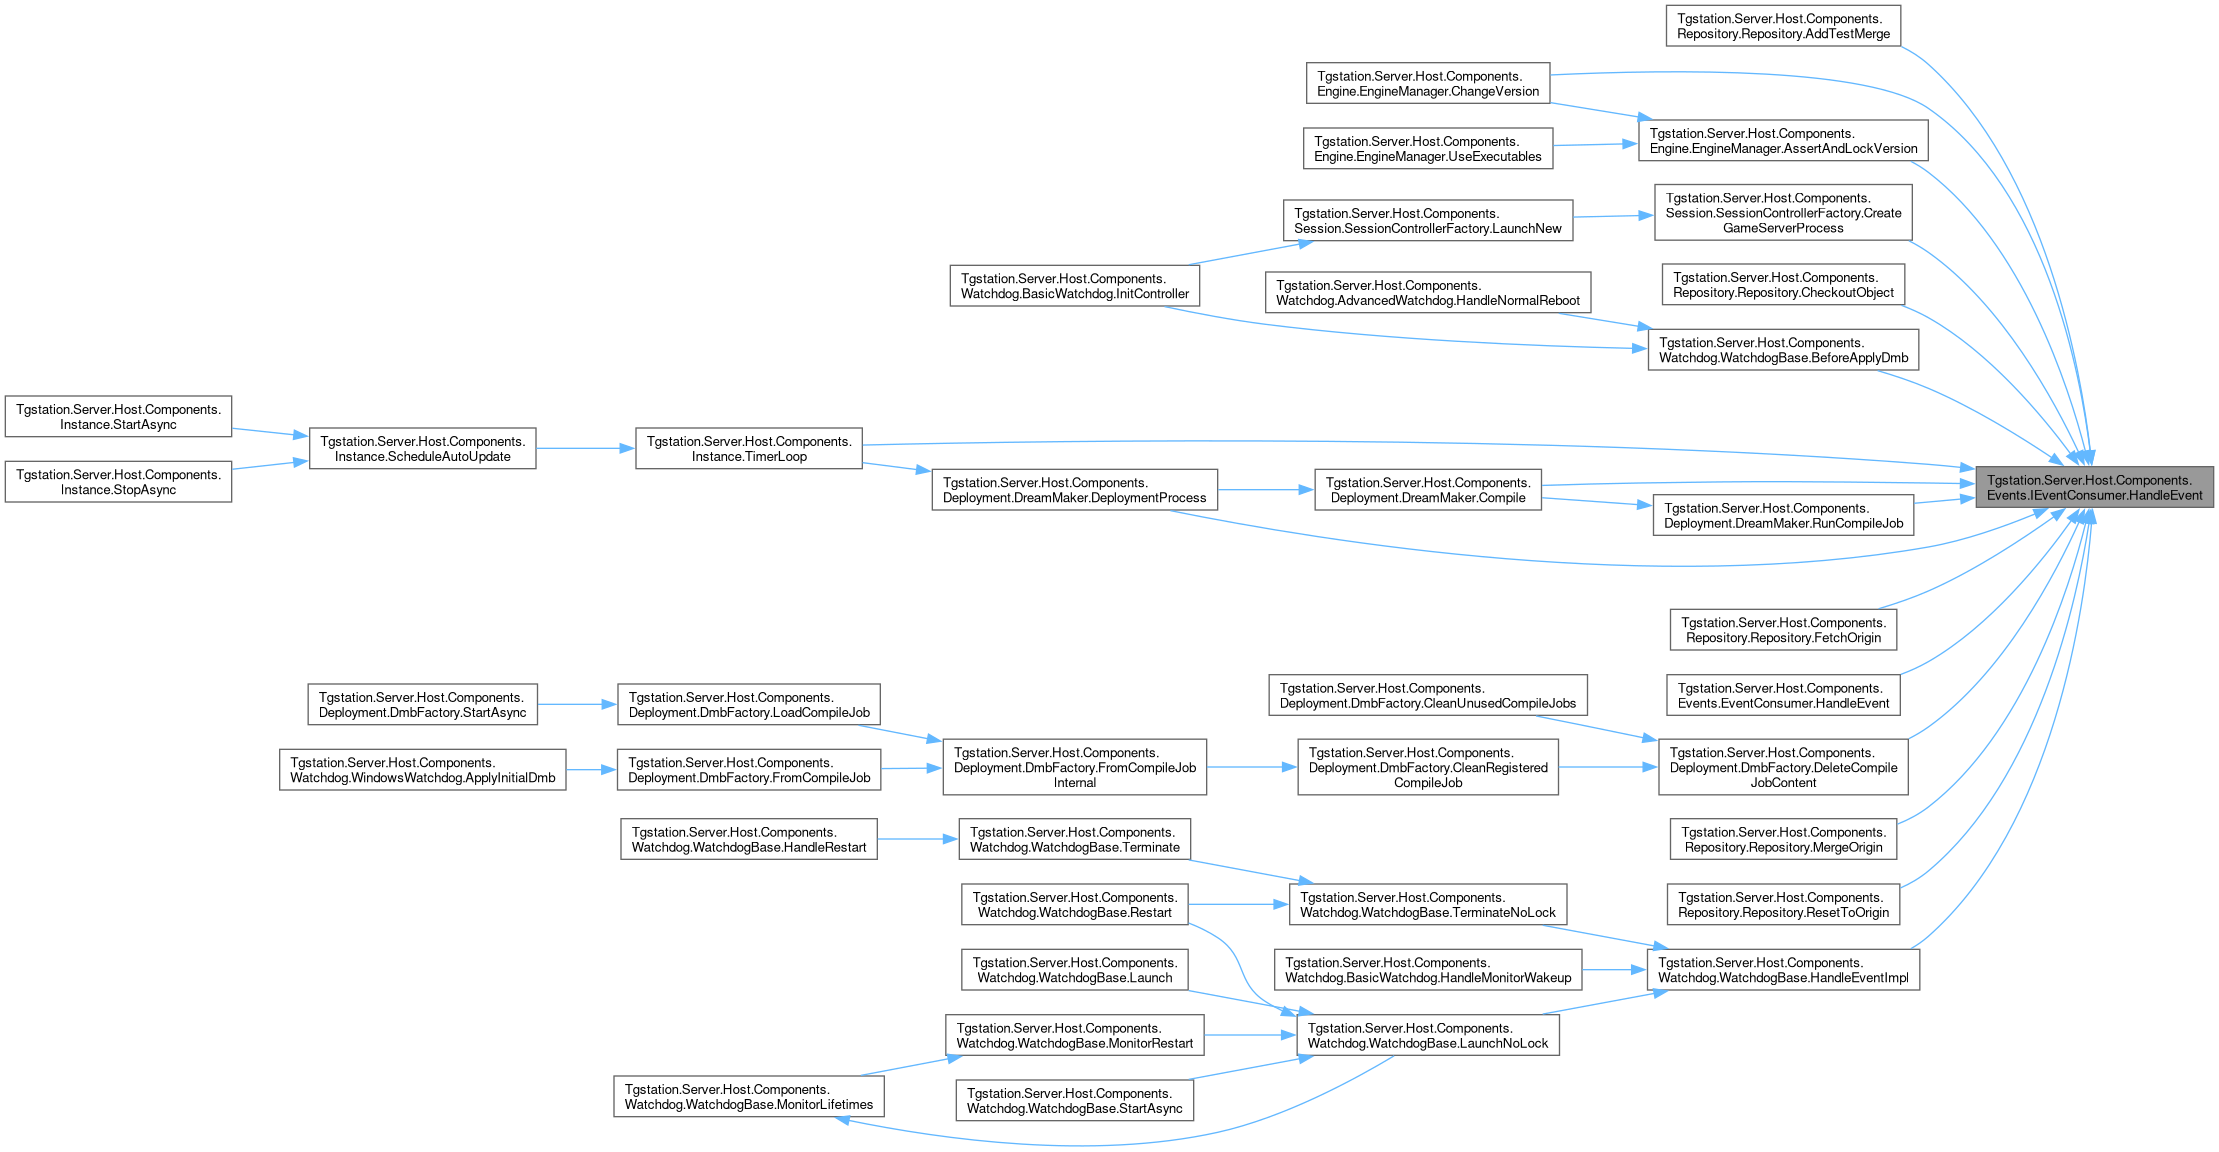 Tgstation.Server.Host.Components.
Repository.Repository.AddTestMerge
Tgstation.Server.Host.Components.
Engine.EngineManager.ChangeVersion
Tgstation.Server.Host.Components.
Engine.EngineManager.AssertAndLockVersion
Tgstation.Server.Host.Components.
Engine.EngineManager.UseExecutables
Tgstation.Server.Host.Components.
Session.SessionControllerFactory.Create
GameServerProcess
Tgstation.Server.Host.Components.
Session.SessionControllerFactory.LaunchNew
Tgstation.Server.Host.Components.
Watchdog.BasicWatchdog.InitController
Tgstation.Server.Host.Components.
Watchdog.AdvancedWatchdog.HandleNormalReboot
Tgstation.Server.Host.Components.
Repository.Repository.CheckoutObject
Tgstation.Server.Host.Components.
Watchdog.WatchdogBase.BeforeApplyDmb
Tgstation.Server.Host.Components.
Instance.StartAsync
Tgstation.Server.Host.Components.
Instance.StopAsync
Tgstation.Server.Host.Components.
Instance.ScheduleAutoUpdate
Tgstation.Server.Host.Components.
Instance.TimerLoop
Tgstation.Server.Host.Components.
Deployment.DreamMaker.DeploymentProcess
Tgstation.Server.Host.Components.
Deployment.DreamMaker.Compile
Tgstation.Server.Host.Components.
Deployment.DreamMaker.RunCompileJob
Tgstation.Server.Host.Components.
Events.IEventConsumer.HandleEvent
Tgstation.Server.Host.Components.
Repository.Repository.FetchOrigin
Tgstation.Server.Host.Components.
Events.EventConsumer.HandleEvent
Tgstation.Server.Host.Components.
Deployment.DmbFactory.StartAsync
Tgstation.Server.Host.Components.
Deployment.DmbFactory.LoadCompileJob
Tgstation.Server.Host.Components.
Deployment.DmbFactory.CleanUnusedCompileJobs
Tgstation.Server.Host.Components.
Watchdog.WindowsWatchdog.ApplyInitialDmb
Tgstation.Server.Host.Components.
Deployment.DmbFactory.FromCompileJob
Tgstation.Server.Host.Components.
Deployment.DmbFactory.FromCompileJob
Internal
Tgstation.Server.Host.Components.
Deployment.DmbFactory.CleanRegistered
CompileJob
Tgstation.Server.Host.Components.
Deployment.DmbFactory.DeleteCompile
JobContent
Tgstation.Server.Host.Components.
Watchdog.WatchdogBase.HandleRestart
Tgstation.Server.Host.Components.
Watchdog.WatchdogBase.Terminate
Tgstation.Server.Host.Components.
Repository.Repository.MergeOrigin
Tgstation.Server.Host.Components.
Watchdog.WatchdogBase.Restart
Tgstation.Server.Host.Components.
Watchdog.WatchdogBase.TerminateNoLock
Tgstation.Server.Host.Components.
Repository.Repository.ResetToOrigin
Tgstation.Server.Host.Components.
Watchdog.WatchdogBase.Launch
Tgstation.Server.Host.Components.
Watchdog.BasicWatchdog.HandleMonitorWakeup
Tgstation.Server.Host.Components.
Watchdog.WatchdogBase.HandleEventImpl
Tgstation.Server.Host.Components.
Watchdog.WatchdogBase.MonitorRestart
Tgstation.Server.Host.Components.
Watchdog.WatchdogBase.LaunchNoLock
Tgstation.Server.Host.Components.
Watchdog.WatchdogBase.MonitorLifetimes
Tgstation.Server.Host.Components.
Watchdog.WatchdogBase.StartAsync